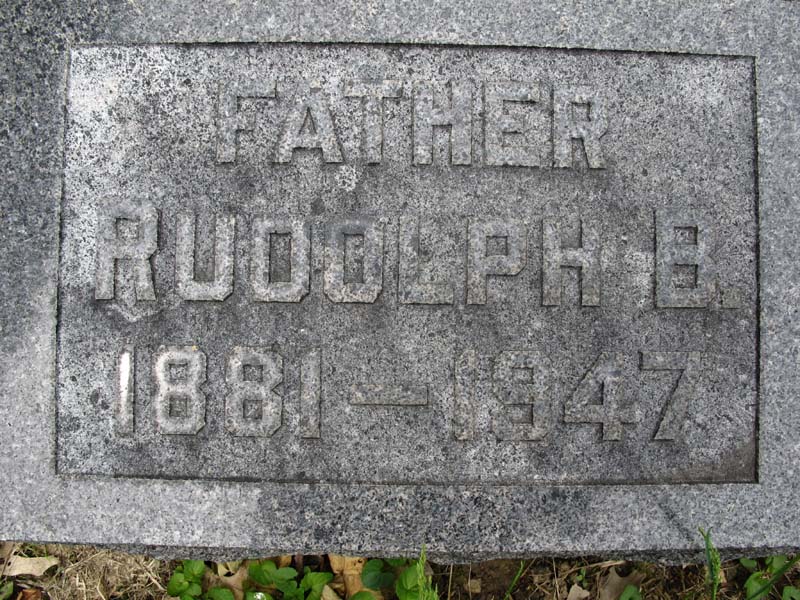 FATHER
RUDOLPH B.
1881 — 1947